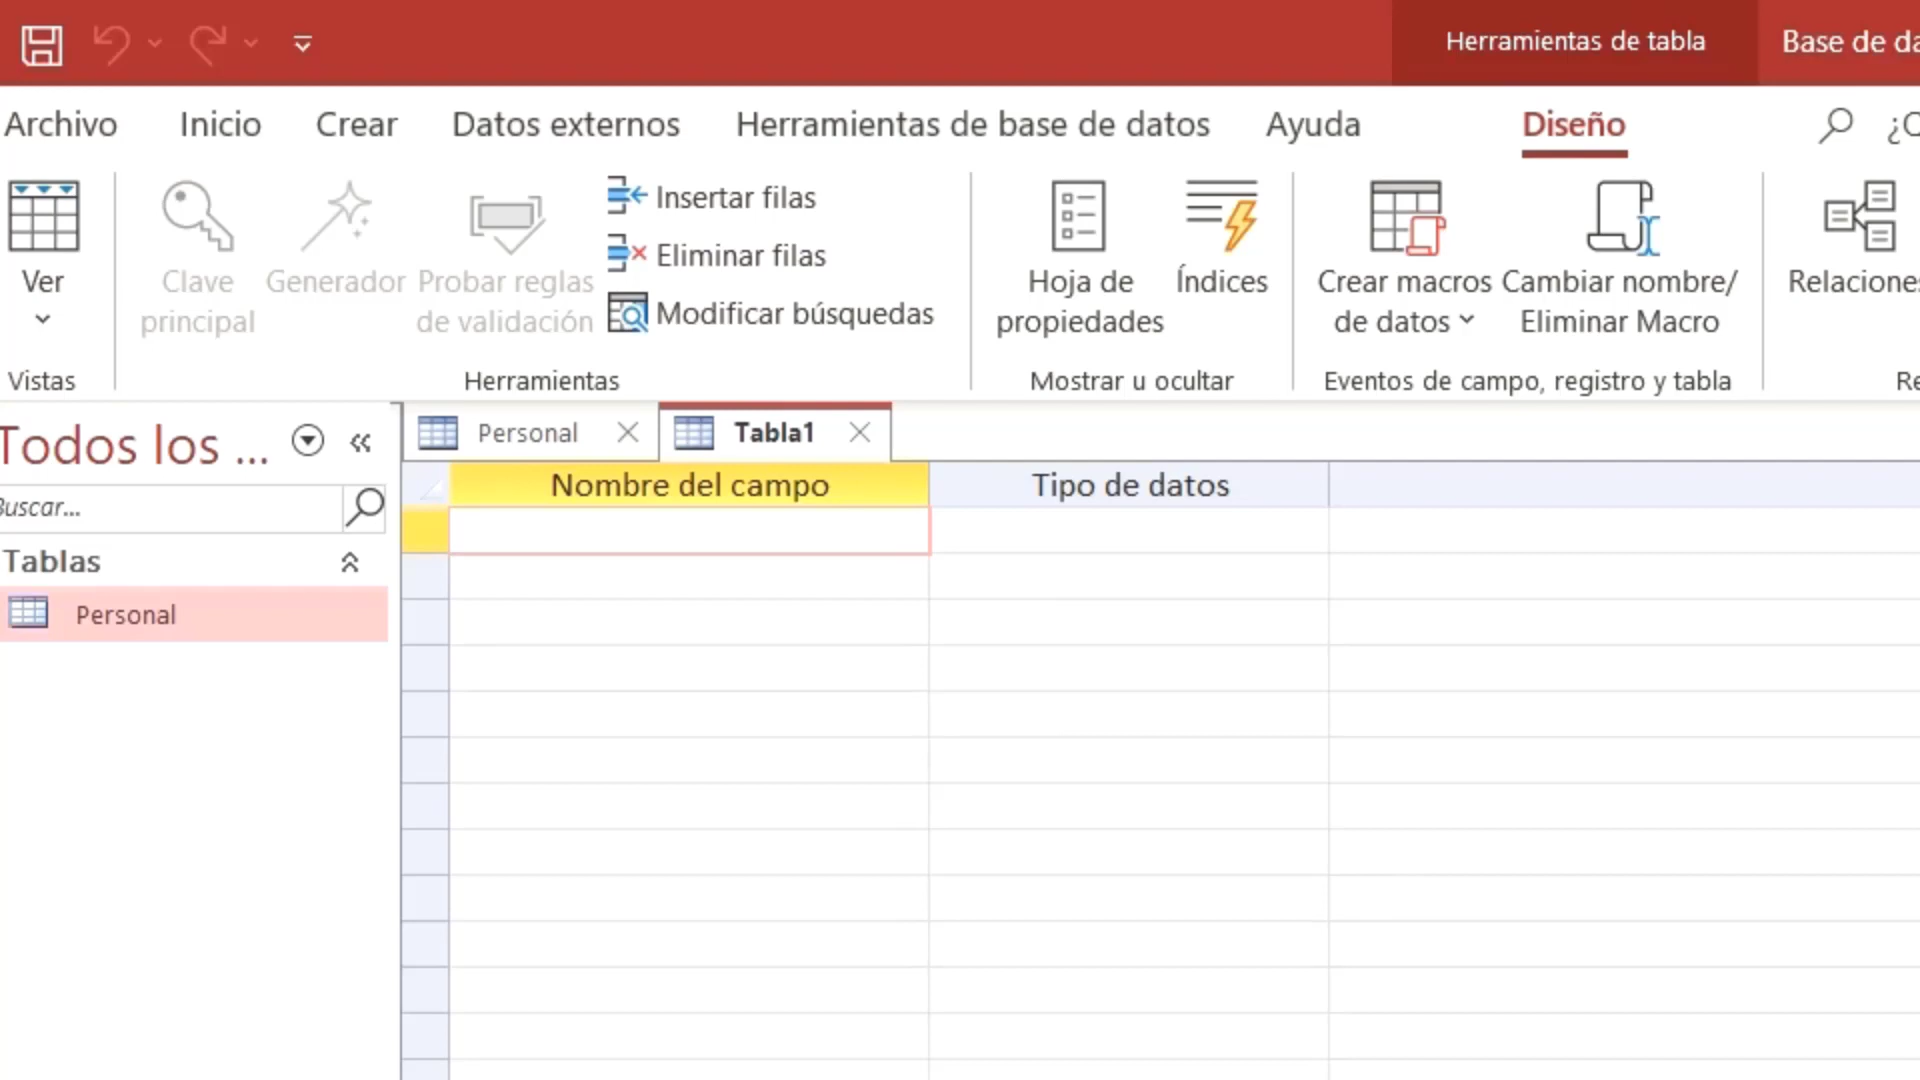 Herramientas de tabla
Base de da
Archivo
Inicio
Crear
Datos externos
Herramientas de base de datos
Ayuda
Diseño
Ver
Clave principal
Generador
Probar reglas de validación
Insertar filas
Eliminar filas
Modificar búsquedas
Hoja de propiedades
Índices
Crear macros de datos
Cambiar nombre/ Eliminar Macro
Relaciones
Vistas
Herramientas
Mostrar u ocultar
Eventos de campo, registro y tabla
Re
Todos los ...
Buscar...
Tablas
Personal
Personal
Tabla1
Nombre del campo
Tipo de datos